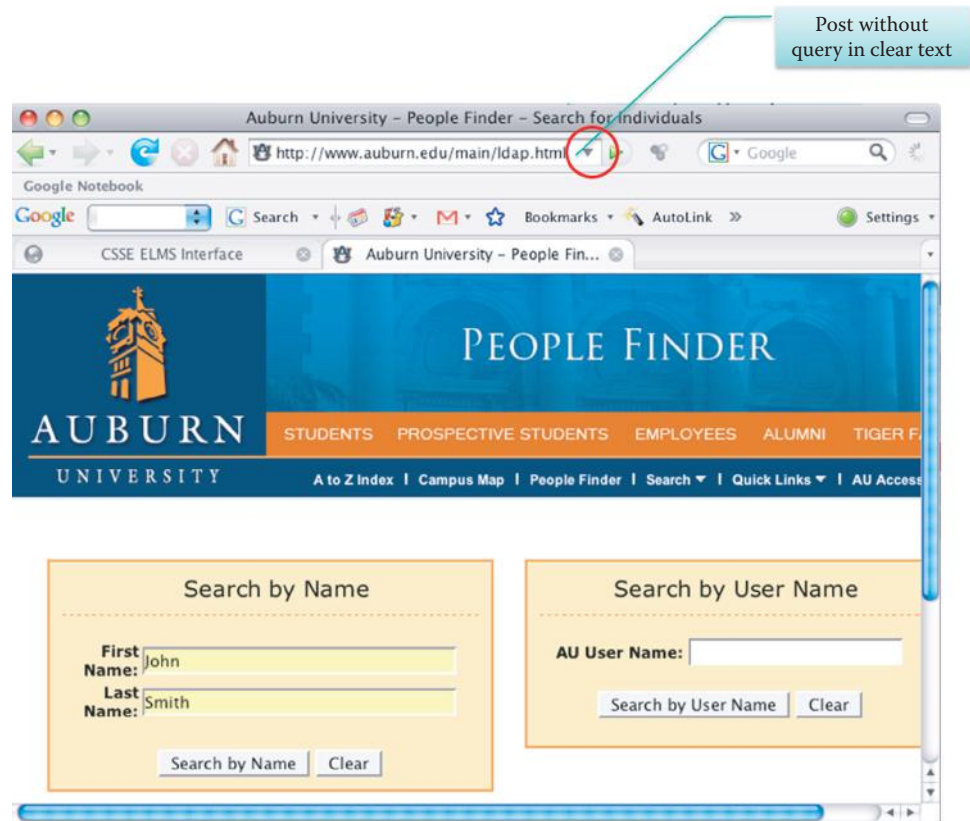 Post without
query in clear text
Auburn University – People Finder – Search for Individuals
http://www.auburn.edu/main/ldap.html
G Google
Google Notebook
Google
G Search
Bookmarks
AutoLink
»
Settings
CSSE ELMS Interface
Auburn University – People Fin...
PEOPLE FINDER
AUBURN
UNIVERSITY
STUDENTS PROSPECTIVE STUDENTS EMPLOYEES ALUMNI TIGER
A to Z Index | Campus Map | People Finder | Search | Quick Links | AU Access
Search by Name
First
Name: John
Last
Name: Smith
Search by Name Clear
Search by User Name
AU User Name:
Search by User Name Clear